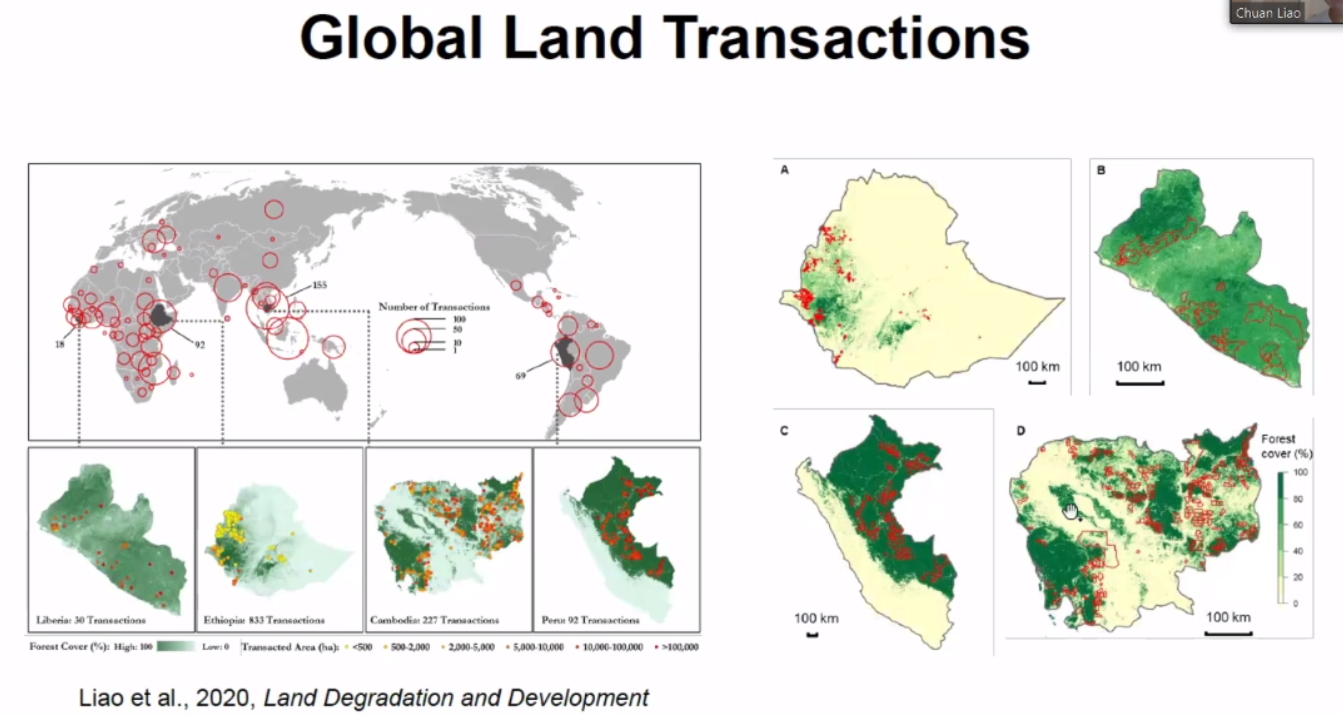 Chuan Liao
Global Land Transactions
155
Number of Transactions
100
50
10
1
18
92
69
Liberia: 30 Transactions
Ethiopia: 833 Transactions
Cambodia: 227 Transactions
Peru: 92 Transactions
Forest Cover (%): High: 100 Low: 0 Transacted Area (ha): <500 500-2,000 2,000-5,000 5,000-10,000 10,000-100,000 >100,000
A
100 km
B
100 km
C
100 km
D
Forest
cover (%)
100
80
60
40
20
0
100 km
Liao et al., 2020, Land Degradation and Development